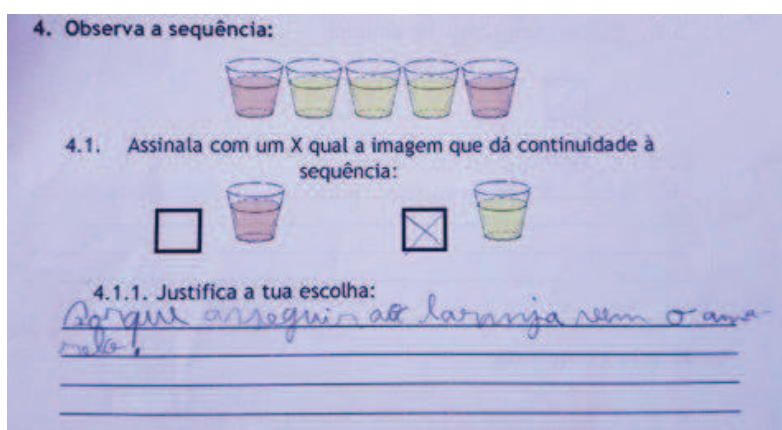 4. Observa a sequência:
4.1. Assinala com um X qual a imagem que dá continuidade à
sequência:
4.1.1. Justifica a tua escolha:
Porque asseguir ao laranja vem o ama-
relo.